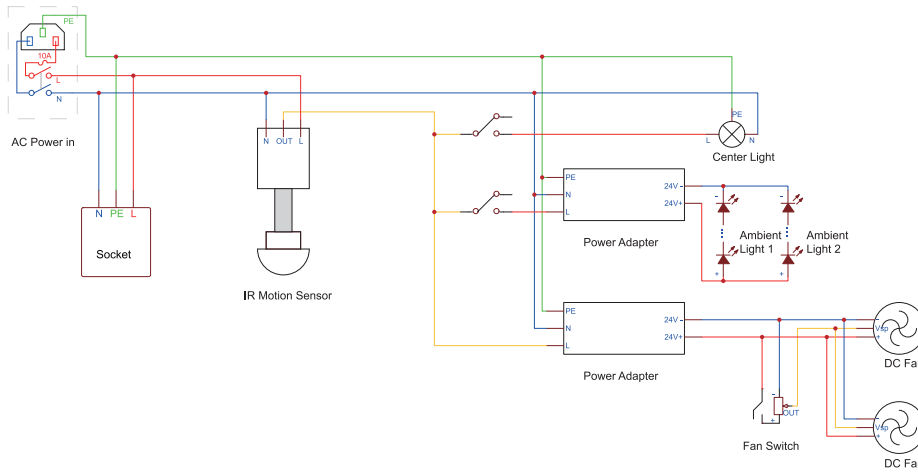 PE
10A
L
N
AC Power in
N PE L
Socket
N OUT L
IR Motion Sensor
PE
L N
Center Light
PE
N
L
24V -
24V+
Power Adapter
-
-
Ambient
Light 1
Ambient
Light 2
+
+
PE
N
L
24V -
24V+
Power Adapter
-
Vsp
+
DC Fa
-
OUT
+
Fan Switch
-
Vsp
+
DC Fa